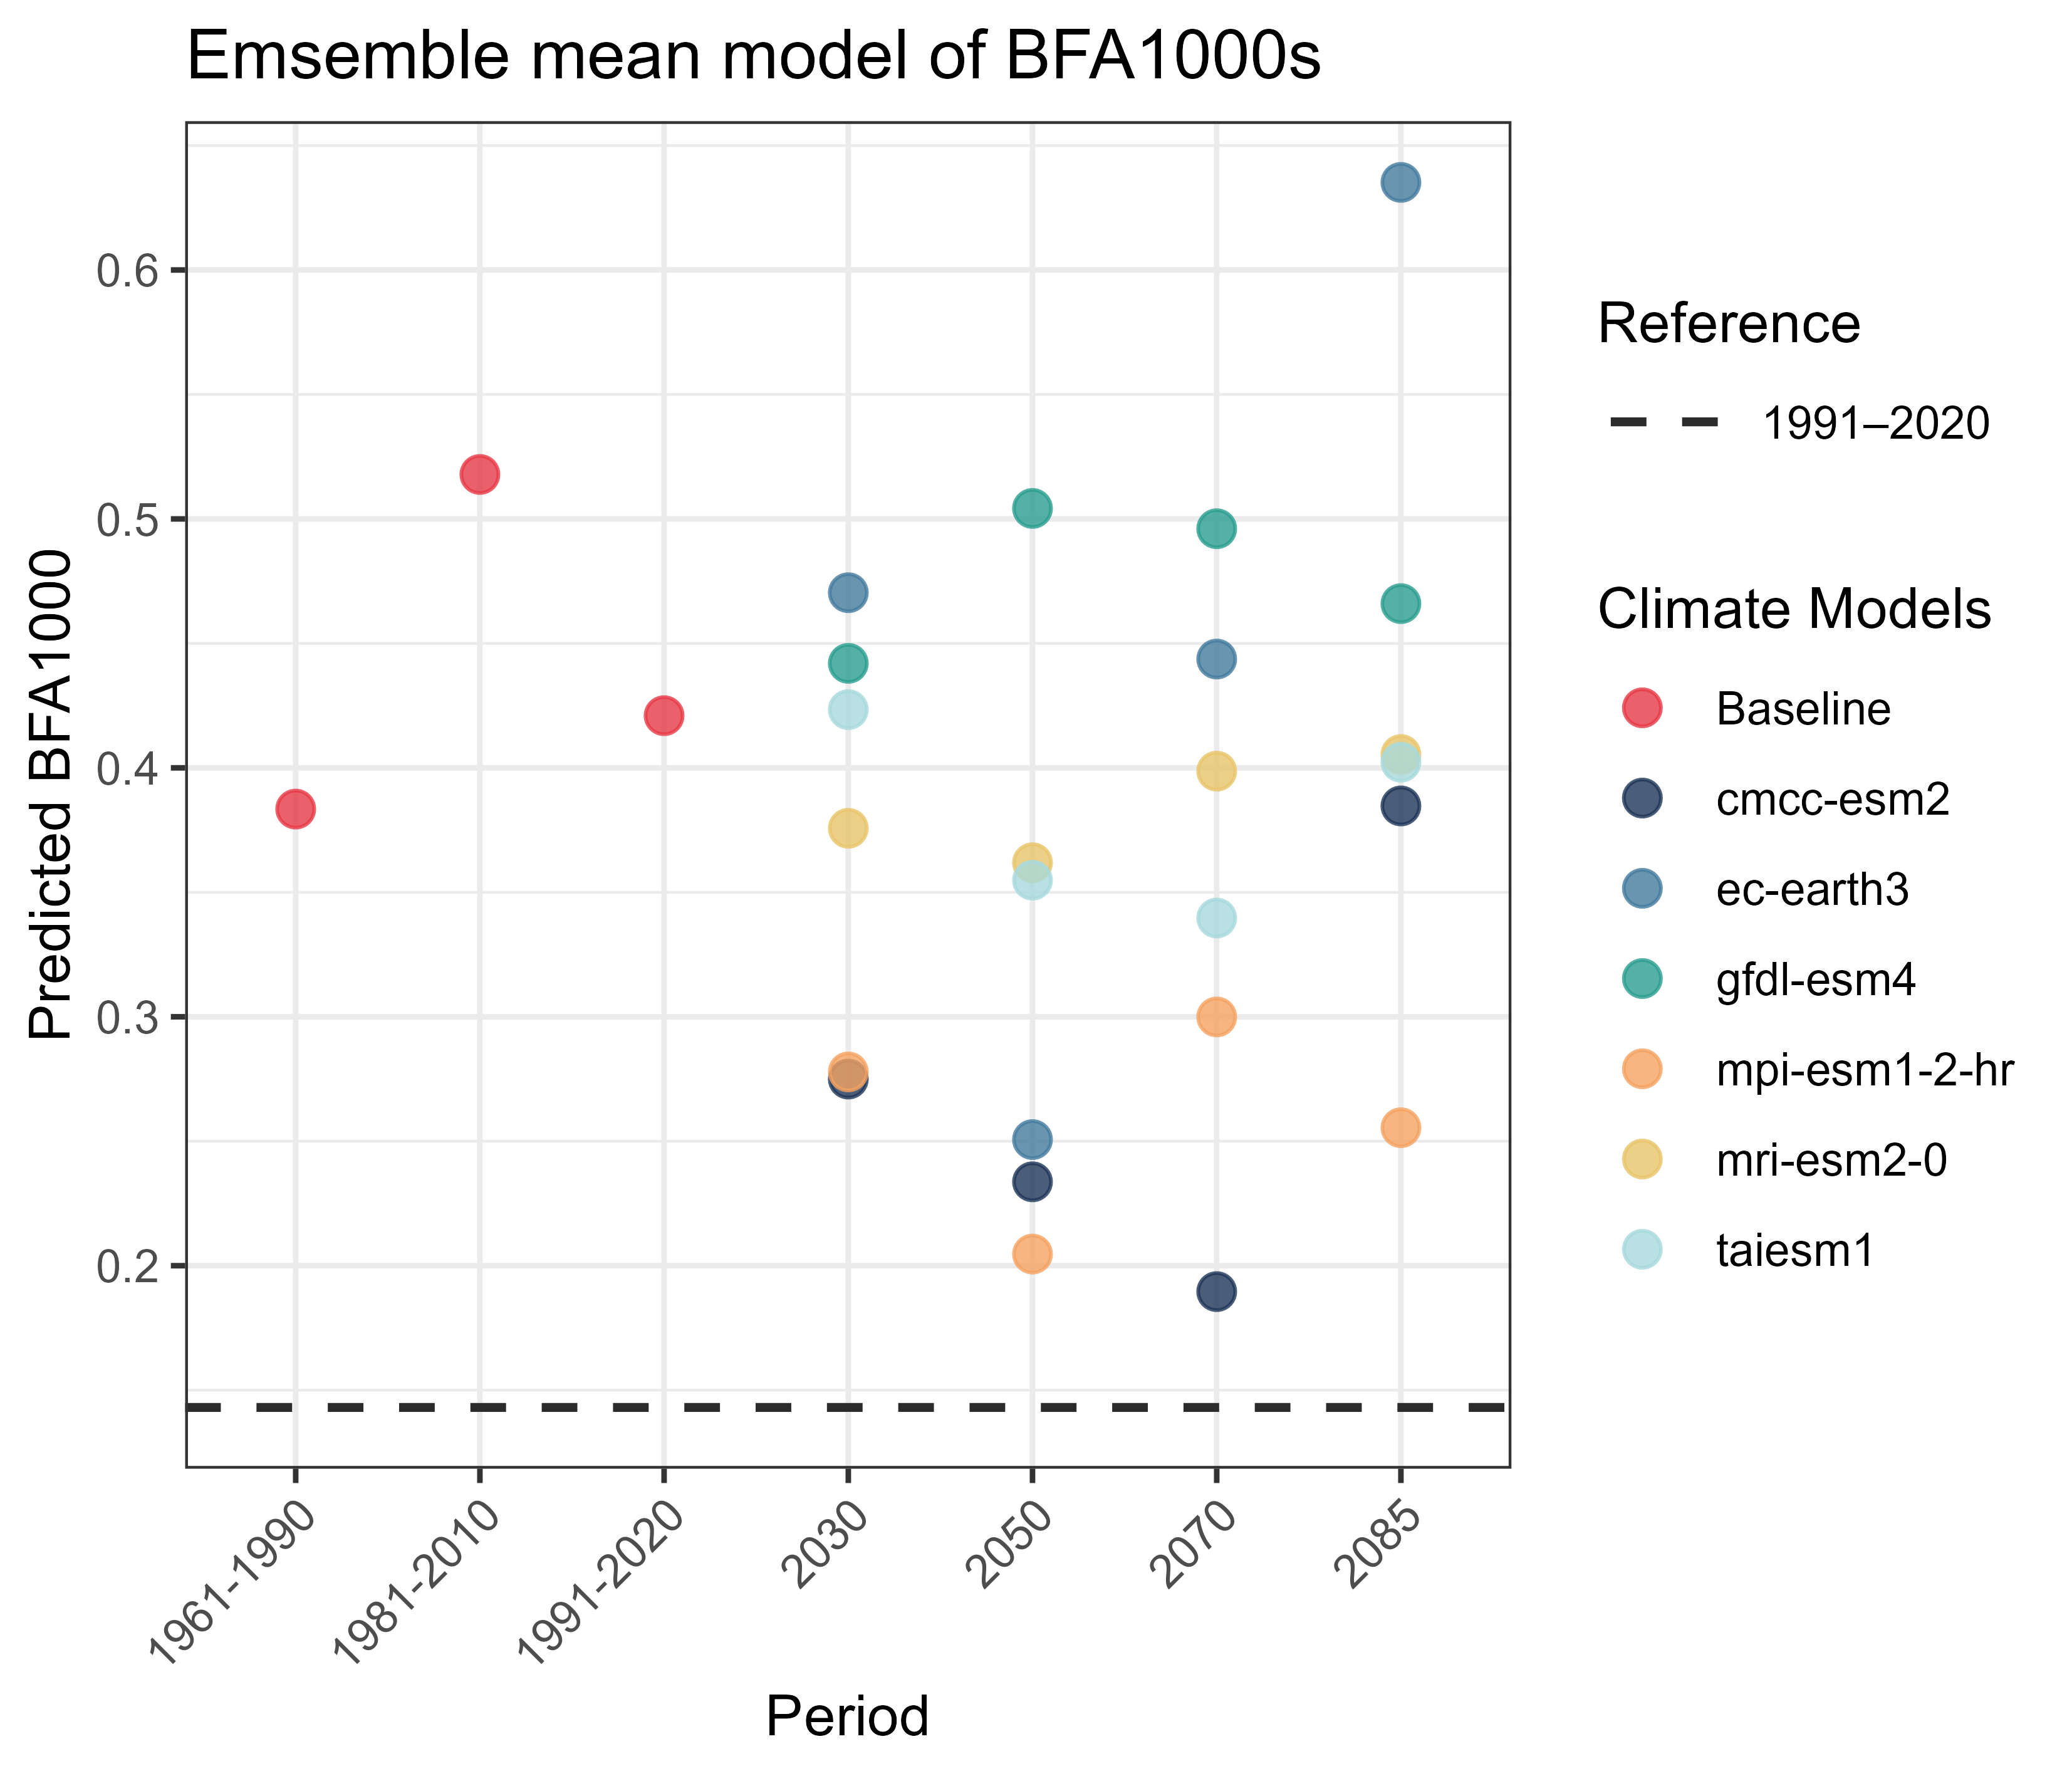 Emsemble mean model of BFA1000s
Predicted BFA1000
0.6
0.5
0.4
0.3
0.2
1961-1990
1981-2010
1991-2020
2030
2050
2070
2085
Period
Reference
1991–2020
Climate Models
Baseline
cmcc-esm2
ec-earth3
gfdl-esm4
mpi-esm1-2-hr
mri-esm2-0
taiesm1